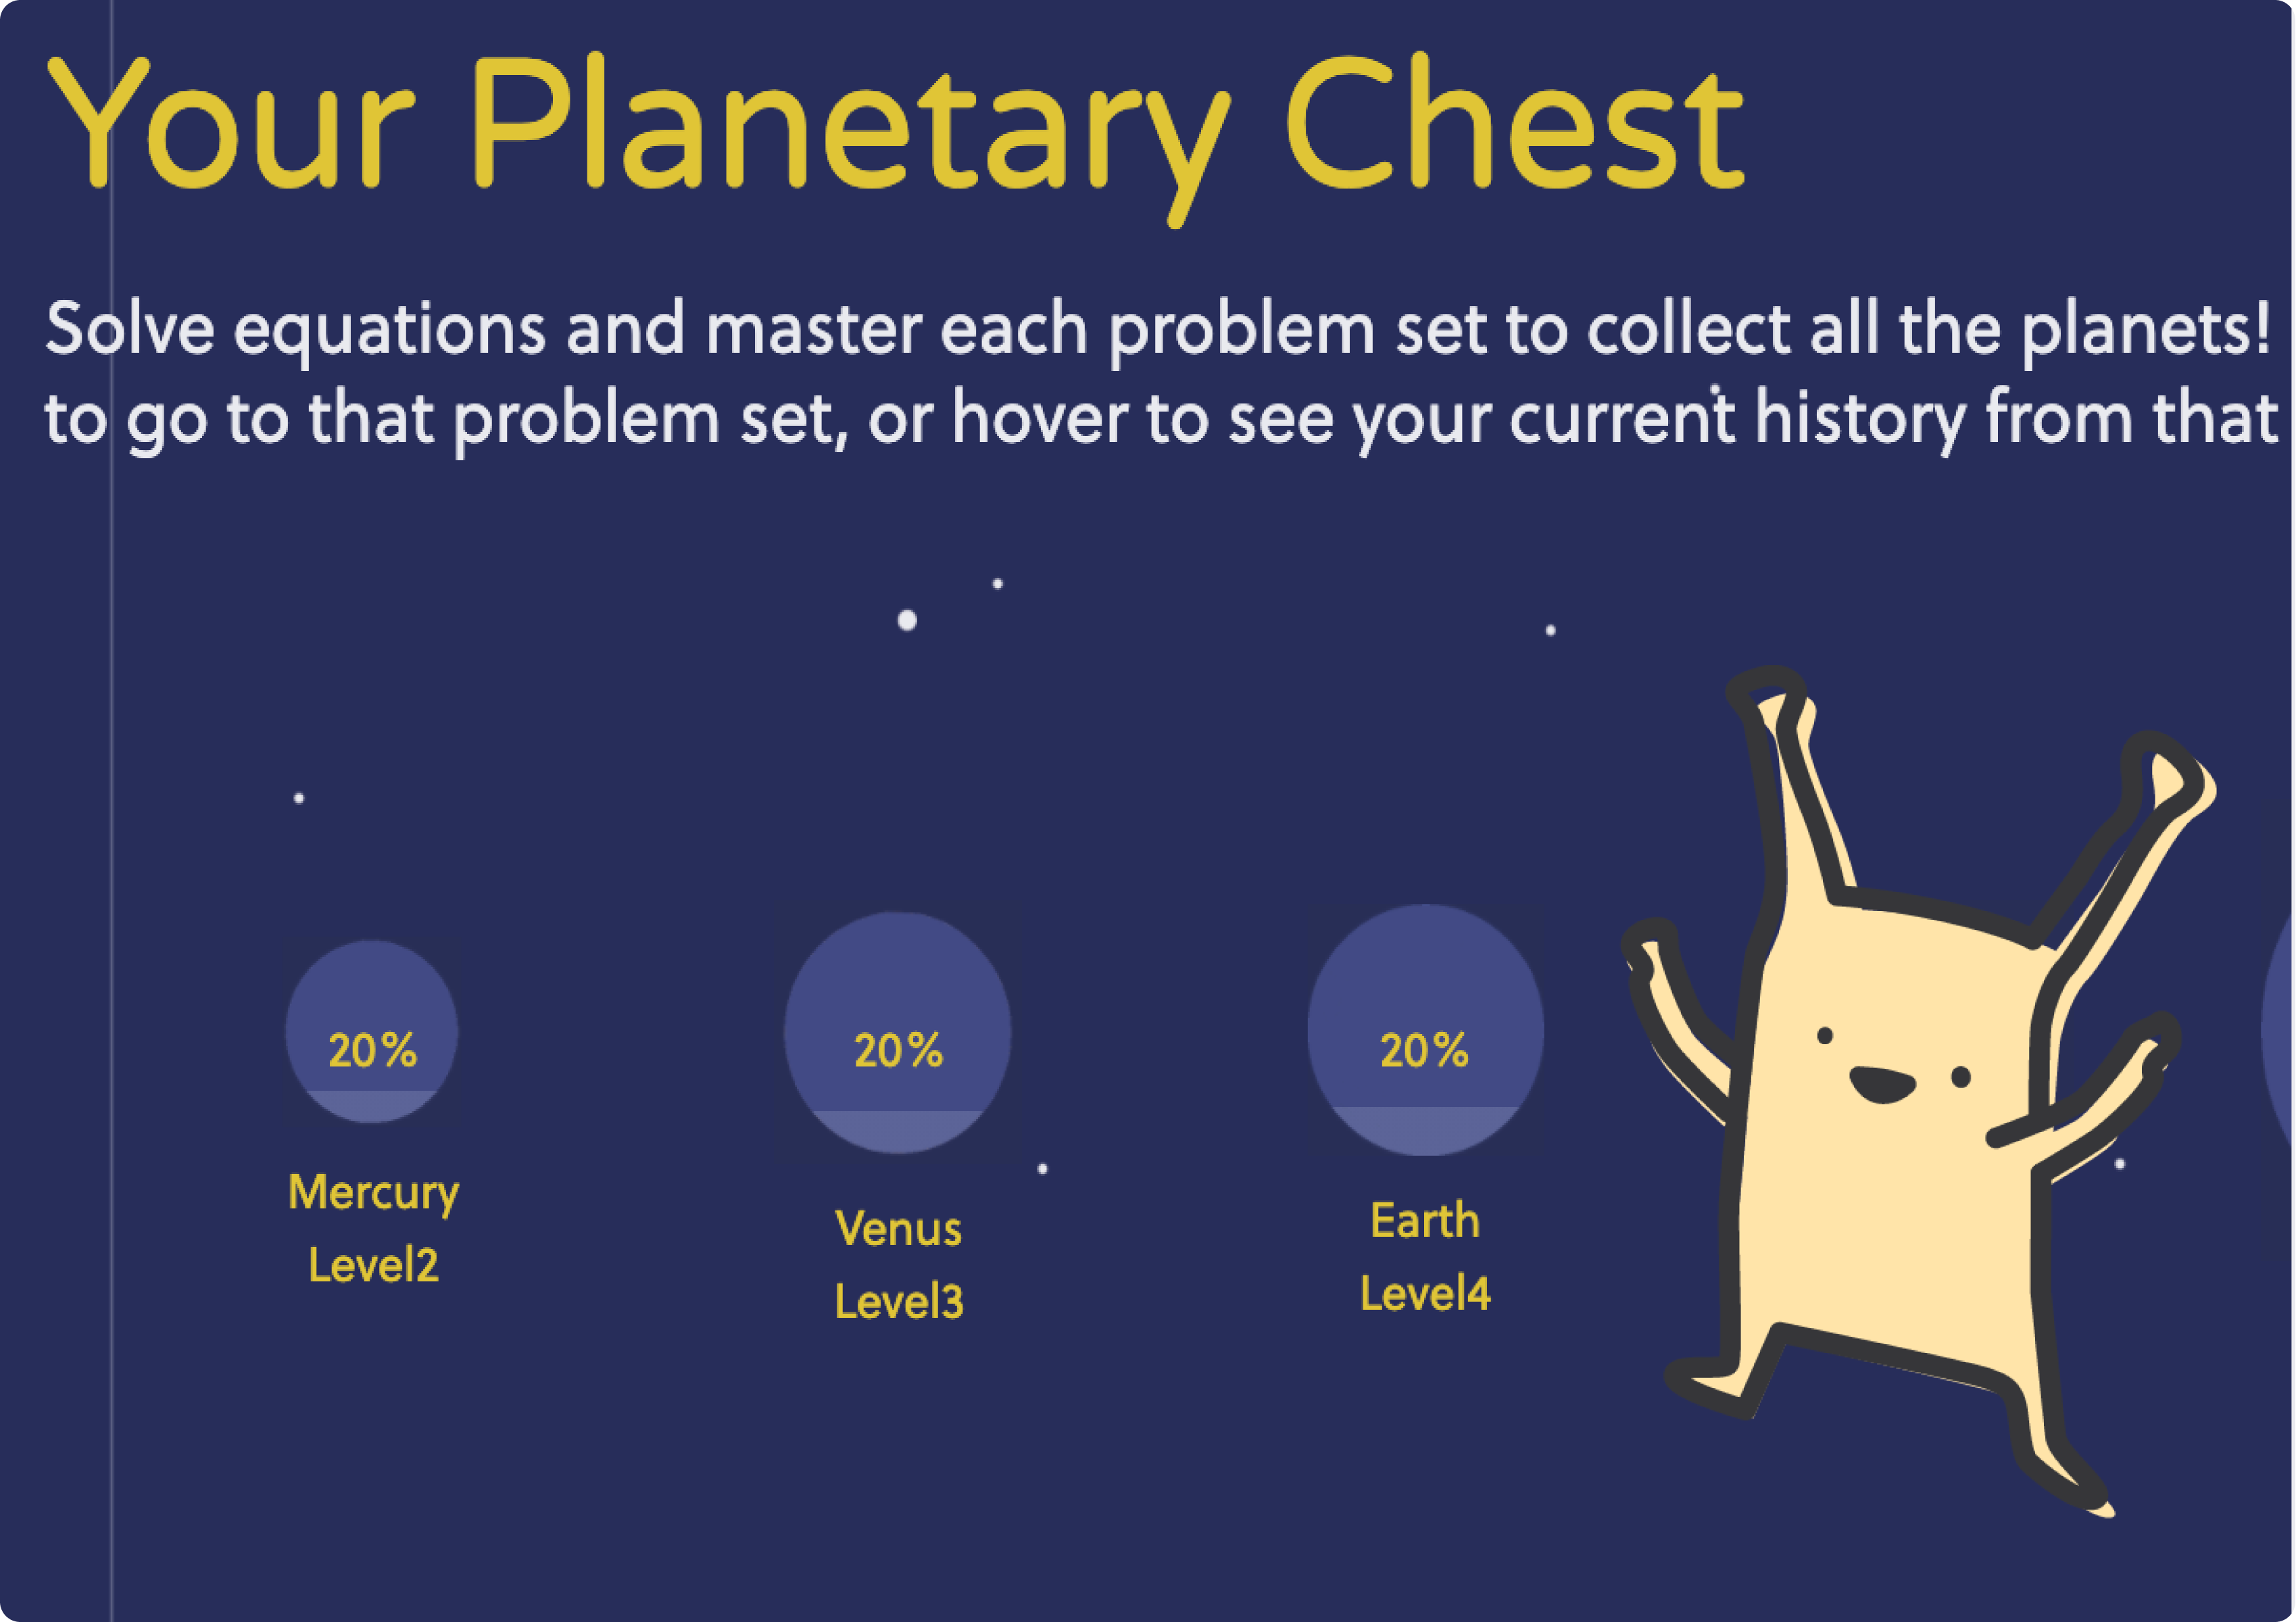 Your Planetary Chest
Solve equations and master each problem set to collect all the planets!
to go to that problem set, or hover to see your current history from that
20%
20%
20%
Mercury
Level2
Venus
Level3
Earth
Level4